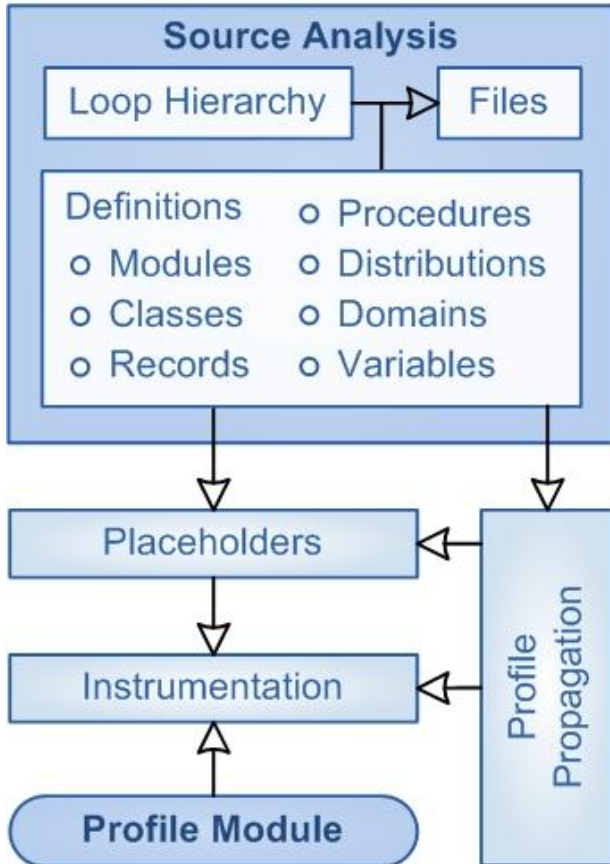 Source Analysis
Loop Hierarchy
Files
Definitions
Modules
Classes
Records
Procedures
Distributions
Domains
Variables
Placeholders
Instrumentation
Profile Module
Profile
Propagation